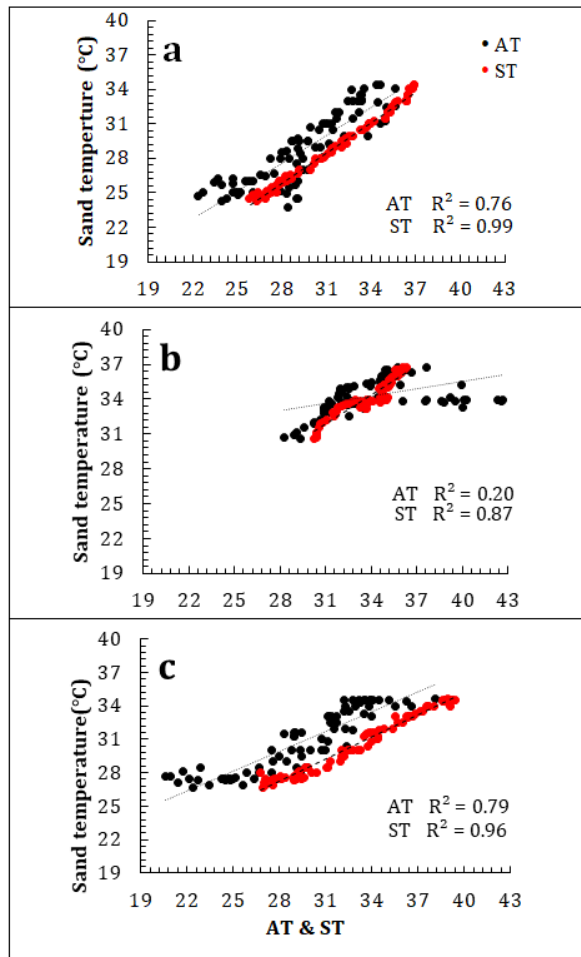 a
AT
ST
Sand temperture (°C)
40
37
34
31
28
25
22
19
AT R² = 0.76
ST R² = 0.99
19 22 25 28 31 34 37 40 43
b
Sand temperature (°C)
40
37
34
31
28
25
22
19
AT R² = 0.20
ST R² = 0.87
19 22 25 28 31 34 37 40 43
c
Sand temperature(°C)
40
37
34
31
28
25
22
19
AT R² = 0.79
ST R² = 0.96
19 22 25 28 31 34 37 40 43
AT & ST